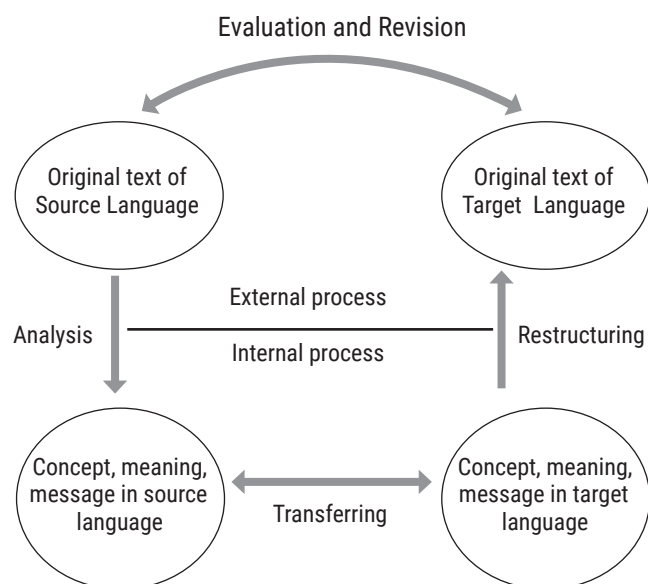 Evaluation and Revision
Original text of
Source Language
Original text of
Target Language
External process
Analysis
Restructuring
Internal process
Concept, meaning,
message in source
language
Concept, meaning,
message in target
language
Transferring